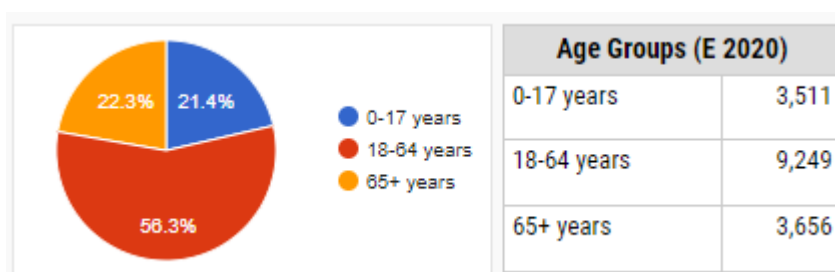 22.3%
21.4%
56.3%
0-17 years
18-64 years
65+ years
Age Groups (E 2020)
0-17 years 3,511
18-64 years 9,249
65+ years 3,656